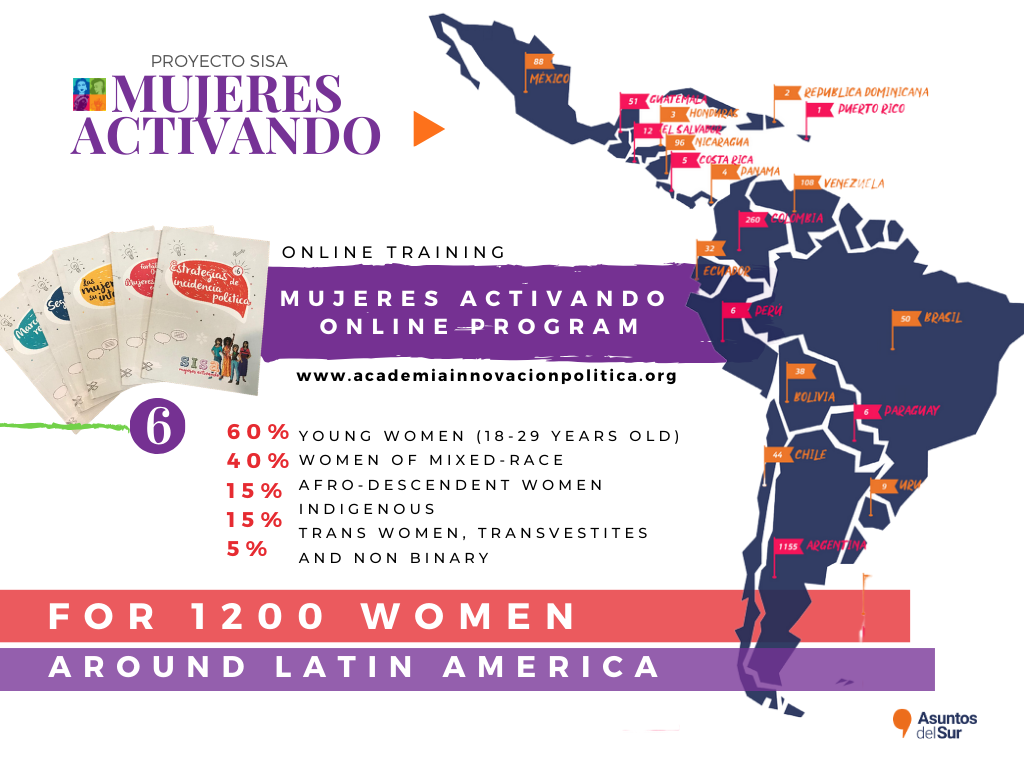 PROYECTO SISA
MUJERES
ACTIVANDO
88
MÉXICO
51
GUATEMALA
3
HONDURAS
12
EL SALVADOR
96
NICARAGUA
5
COSTA RICA
4
PANAMA
2
REPUBLICA DOMINICANA
1
PUERTO RICO
108
VENEZUELA
260
COLOMBIA
32
ECUADOR
6
PERU
50
BRASIL
38
BOLIVIA
6
PARAGUAY
44
CHILE
9
URU
1155
ARGENTINA
Estrategias de
incidencia
política
SISA
mujeres activando
ONLINE TRAINING
MUJERES ACTIVANDO
ONLINE PROGRAM
www.academiainnovacionpolitica.org
6
60% YOUNG WOMEN (18-29 YEARS OLD)
40% WOMEN OF MIXED-RACE
15% AFRO-DESCENDENT WOMEN
15% INDIGENOUS
5% TRANS WOMEN, TRANSVESTITES
AND NON BINARY
FOR 1200 WOMEN
AROUND LATIN AMERICA
Asuntos
delSur